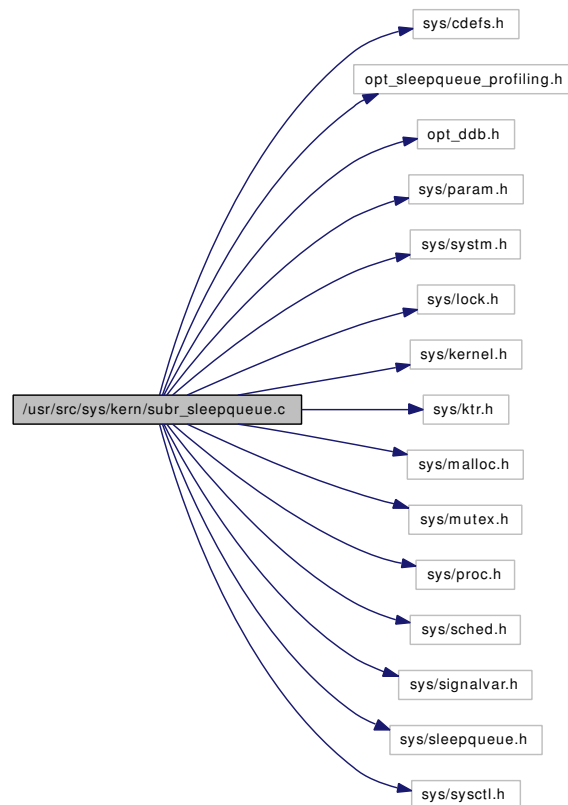 sys/cdefs.h
opt_sleepqueue_profiling.h
opt_ddb.h
sys/param.h
sys/systm.h
sys/lock.h
sys/kernel.h
/usr/src/sys/kern/subr_sleepqueue.c
sys/ktr.h
sys/malloc.h
sys/mutex.h
sys/proc.h
sys/sched.h
sys/signalvar.h
sys/sleepqueue.h
sys/sysctl.h